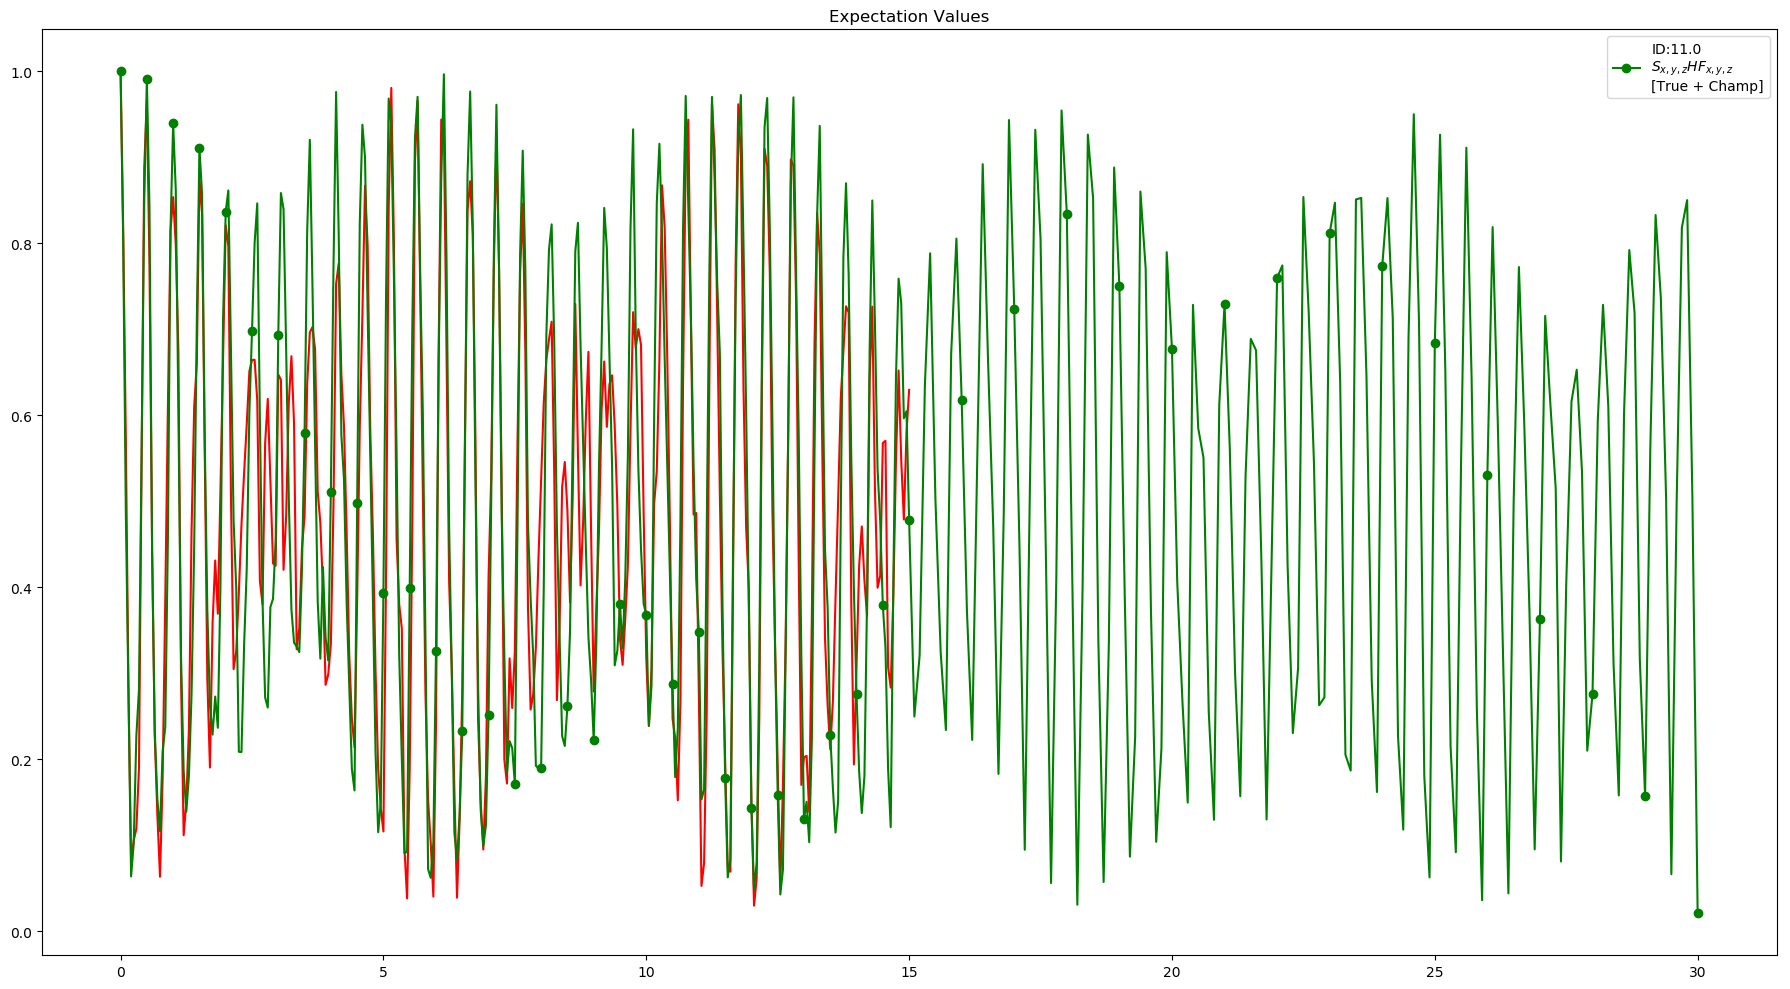 Expectation Values
ID:11.0
S_{x,y,z}HF_{x,y,z}
[True + Champ]
1.0
0.8
0.6
0.4
0.2
0.0
0 5 10 15 20 25 30